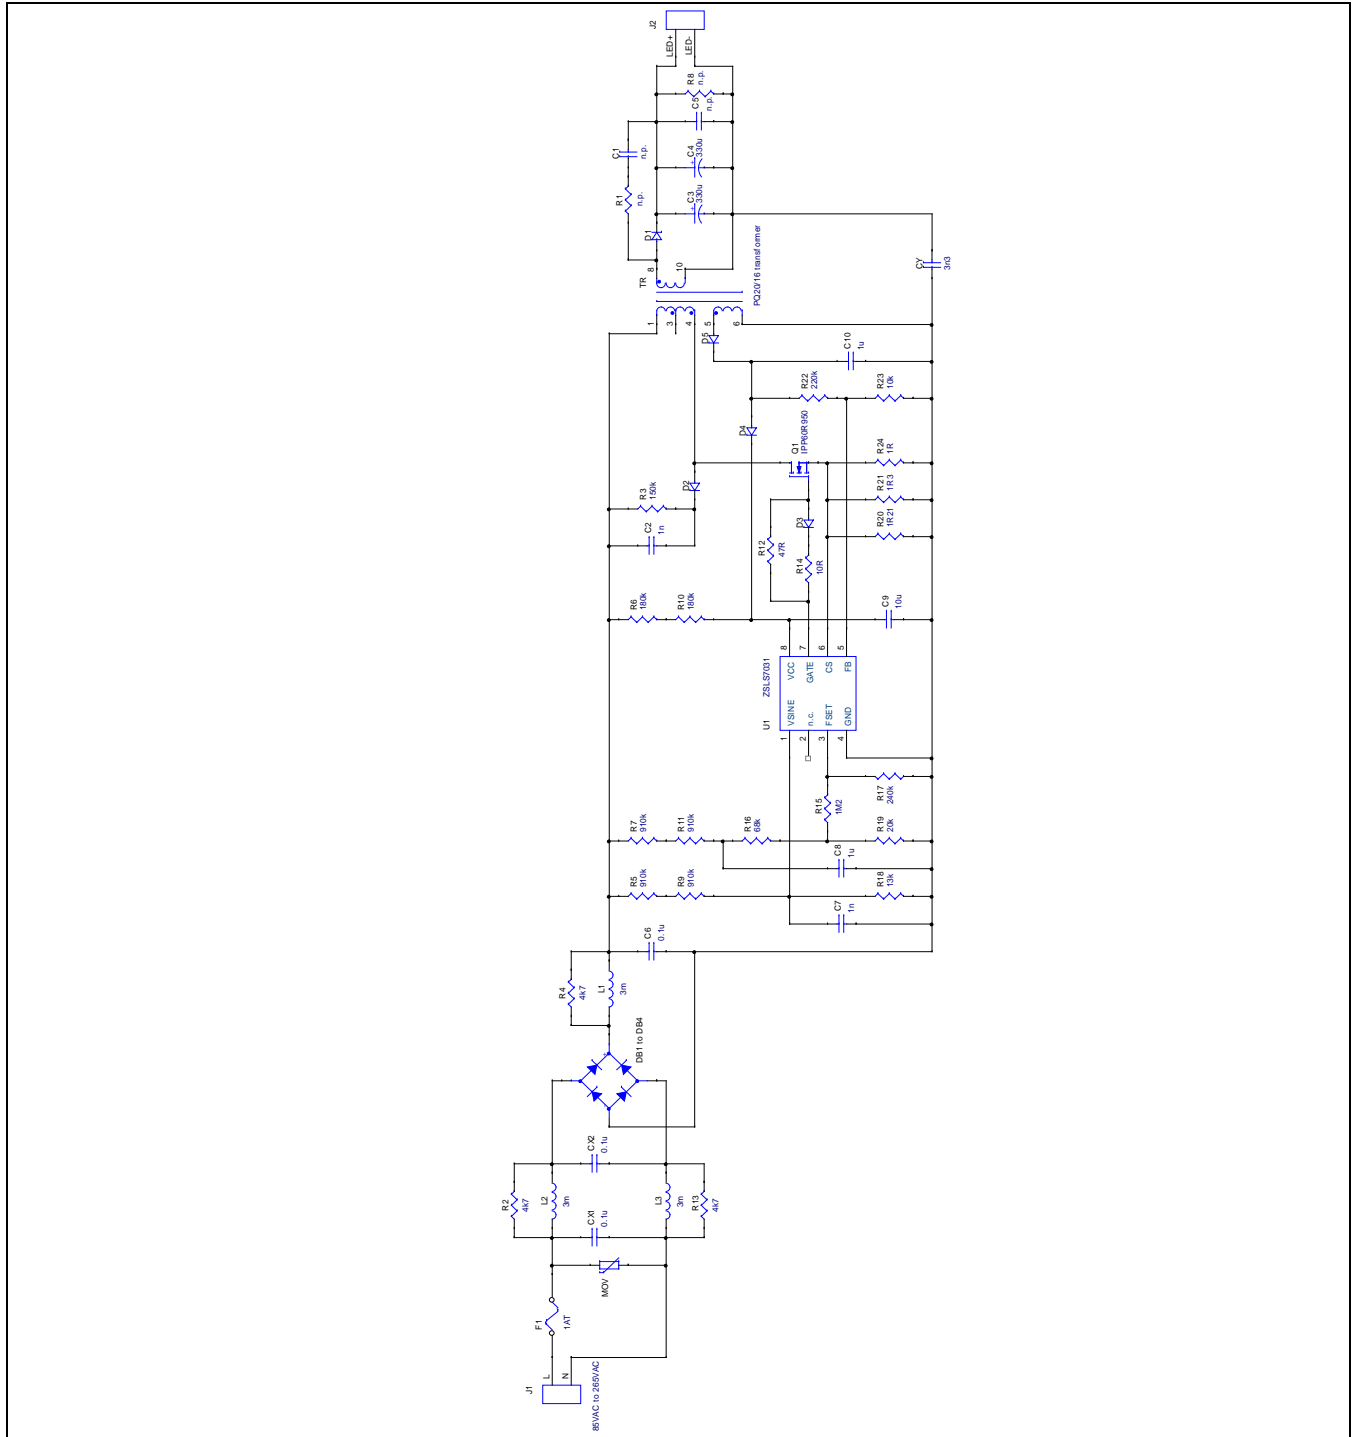 J2
LED+
LED-
R8
n.p.
C5
n.p.
C4
330u
+
C3
330u
+
C1
n.p.
R1
n.p.
D1
TR
8
10
PQ20/16 transformer
CY
3n3
1
3
4
5
6
D5
C10
1u
R22
220k
R23
10k
D4
Q1
IPP60R950
R24
1R
R21
1R3
R20
1R21
D2
R3
150k
C2
1n
R12
47R
D3
R14
10R
R6
180k
R10
180k
C9
10u
U1
ZSLS7031
8
VCC
7
GATE
6
CS
5
FB
VSINE
1
n.c.
2
FSET
3
GND
4
R17
240k
R15
1M2
R7
910k
R11
910k
R16
68k
R19
20k
C8
1u
R5
910k
R9
910k
R18
13k
C7
1n
C6
0.1u
R4
4k7
L1
3m
DB1 to DB4
+
-
CX2
0.1u
R2
4k7
L2
3m
L3
3m
R13
4k7
CX1
0.1u
MOV
F1
1AT
L
N
J1
85VAC to 265VAC